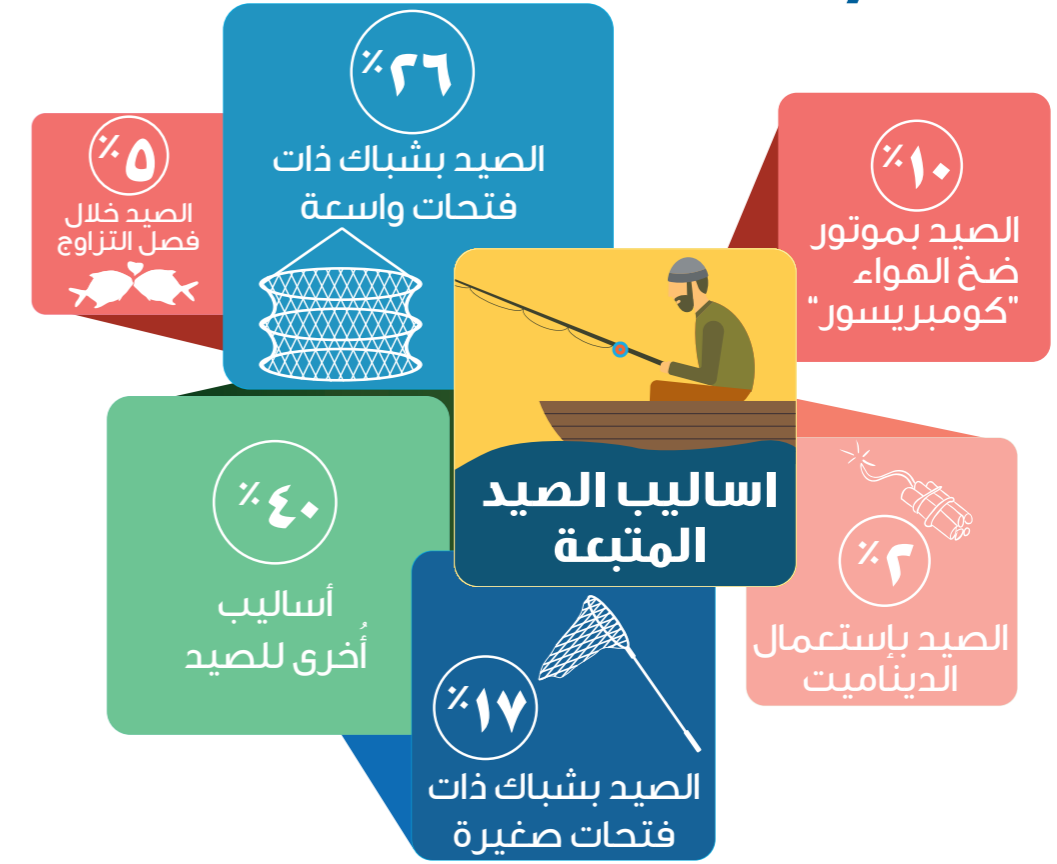 ٪٢٦
الصيد بشباك ذات
فتحات واسعة
٪١٠
الصيد بموتور
ضخ الهواء
"كومبريسور"
٪٥
الصيد خلال
فصل التزاوج
اساليب الصيد
المتبعة
٪٢
الصيد بإستعمال
الديناميت
٪٤٠
أساليب
أُخرى للصيد
٪١٧
الصيد بشباك ذات
فتحات صغيرة